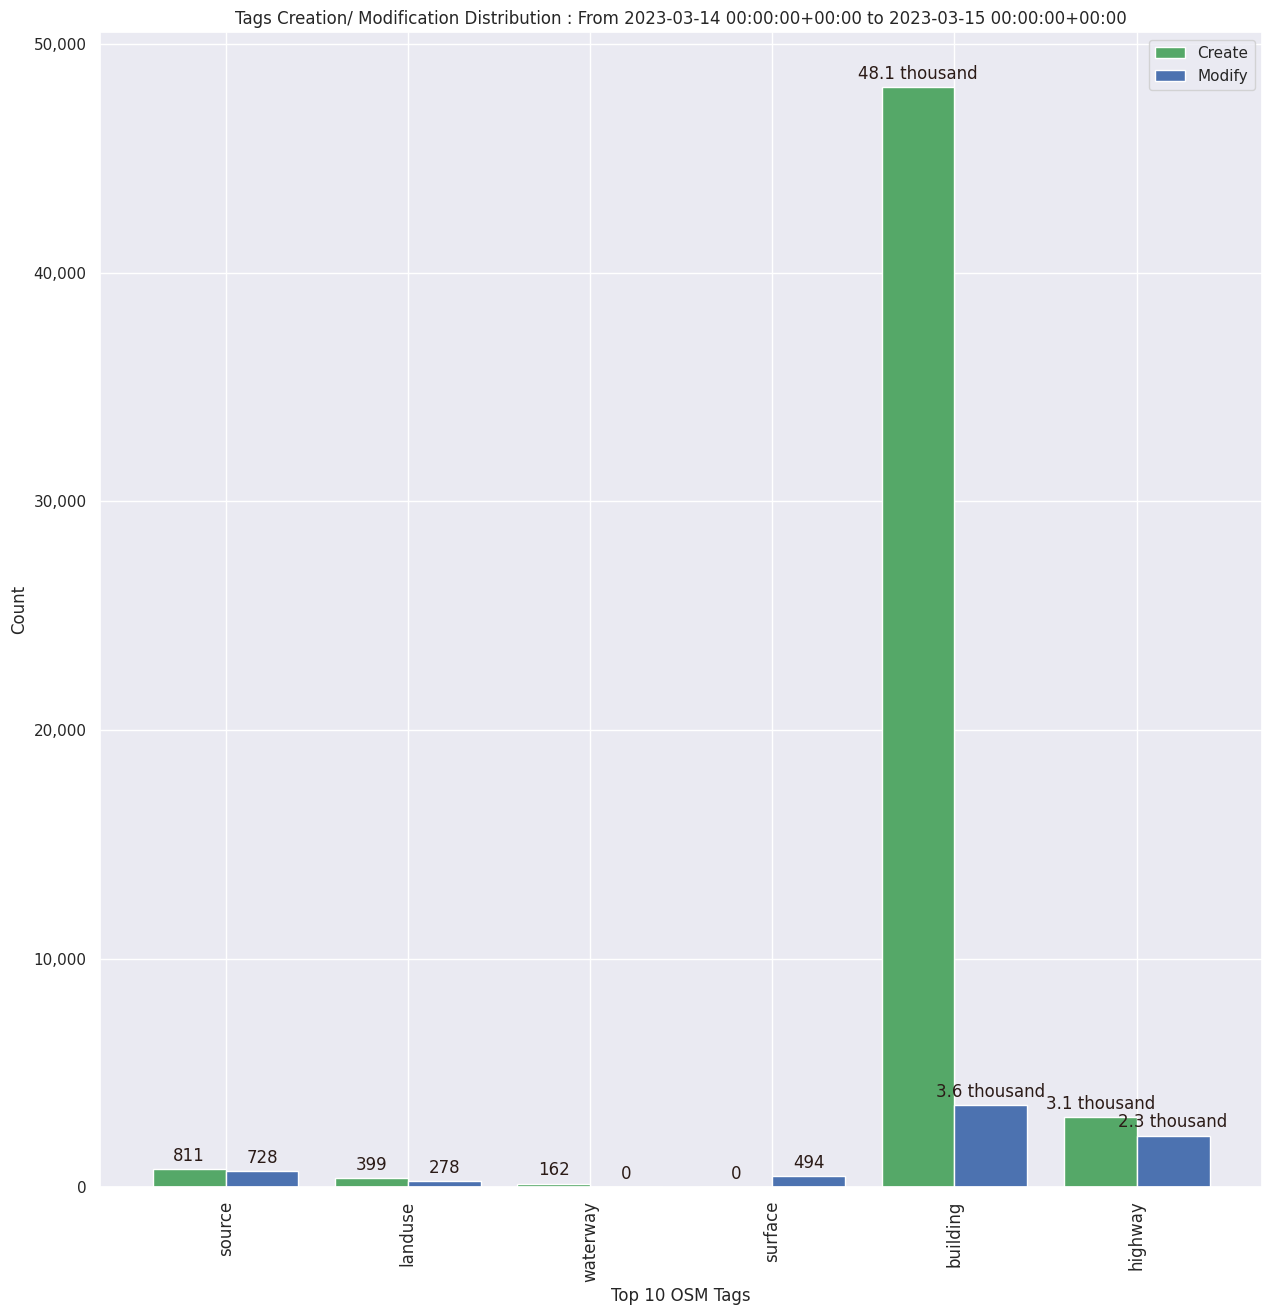 Tags Creation/ Modification Distribution : From 2023-03-14 00:00:00+00:00 to 2023-03-15 00:00:00+00:00
Create
Modify
50,000
40,000
30,000
20,000
10,000
0
Count
48.1 thousand
3.6 thousand
3.1 thousand
2.3 thousand
811
728
399
278
162
0
0
494
source
landuse
waterway
surface
building
highway
Top 10 OSM Tags